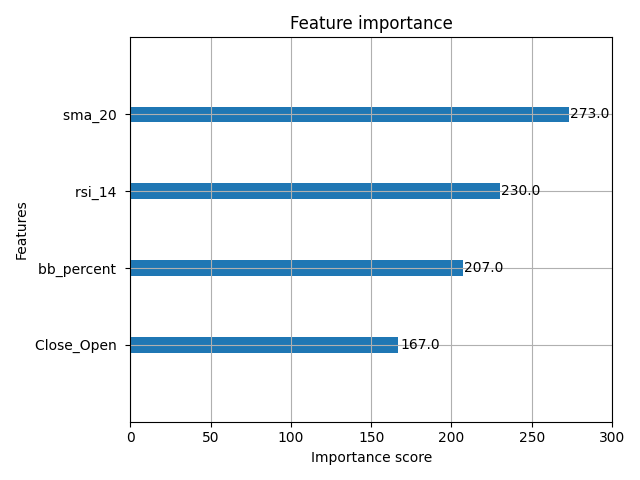 Feature importance
Features
sma_20
273.0
rsi_14
230.0
bb_percent
207.0
Close_Open
167.0
0 50 100 150 200 250 300
Importance score